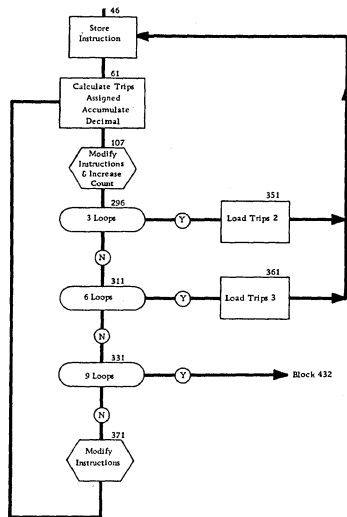 46
Store
Instruction
61
Calculate Trips
Assigned
Accumulate
Decimal
107
Modify
Instructions
& Increase
Count
296
3 Loops
Y
351
Load Trips 2
N
311
6 Loops
Y
361
Load Trips 3
N
331
9 Loops
Y
Block 432
N
371
Modify
Instructions